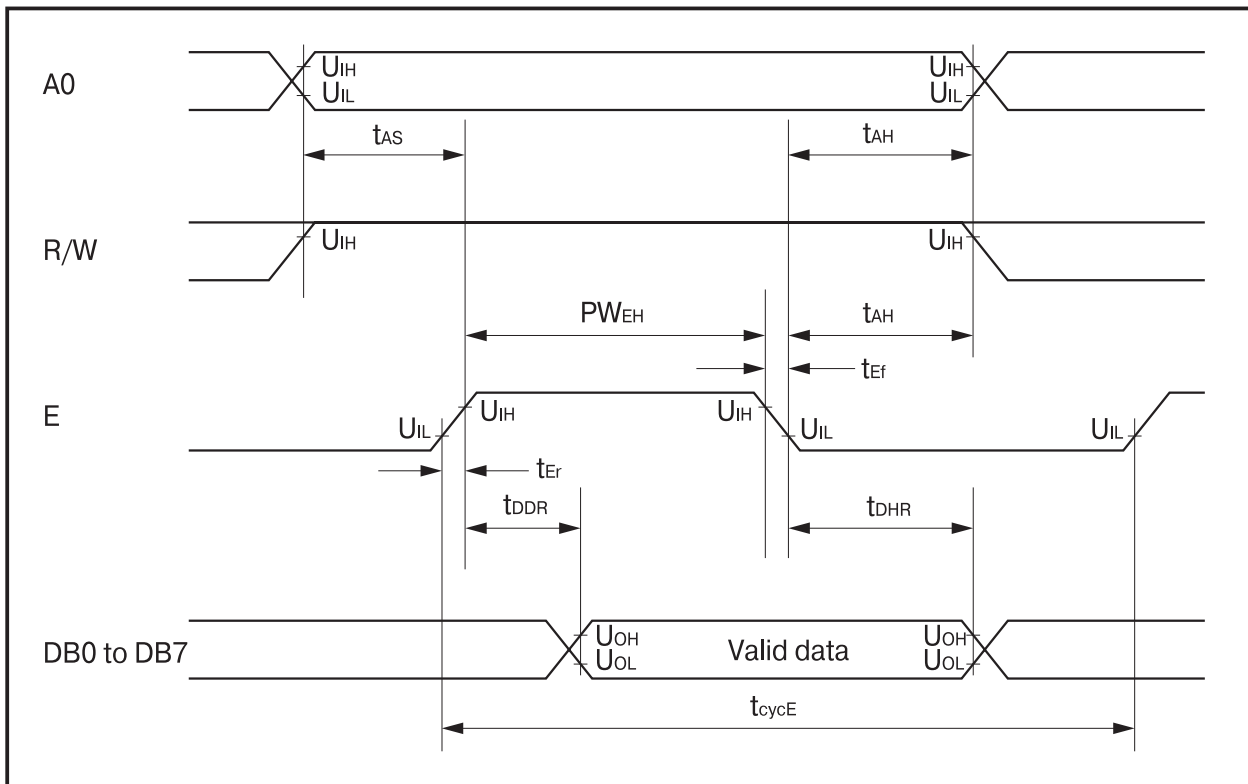 A0
UIH
UIL
UIH
UIL
tAS
tAH
R/W
UIH
UIH
PWEH
tAH
tEf
E
UIL
UIH
UIH
UIL
UIL
tEr
tDDR
tDHR
DB0 to DB7
UOH
UOL
Valid data
UOH
UOL
tcycE